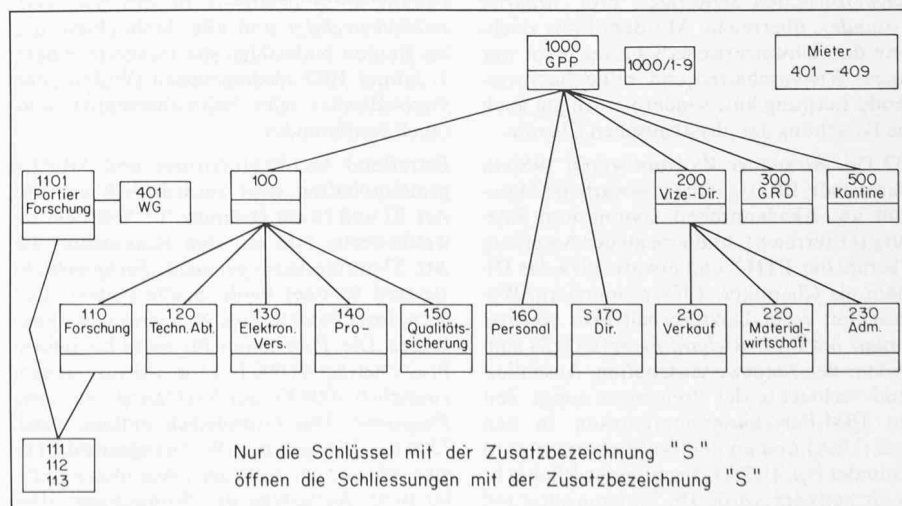 1000
GPP
1000/1-9
Mieter
401 – 409
1101
Portier
Forschung
401
WG
100
200
Vize-Dir.
300
GRD
500
Kantine
110
Forschung
120
Techn. Abt.
130
Elektron.
Vers.
140
Pro-
150
Qualitäts-
sicherung
160
Personal
S170
Dir.
210
Verkauf
220
Material-
wirtschaft
230
Adm.
111
112
113
Nur die Schlüssel mit der Zusatzbezeichnung "S"
öffnen die Schliessungen mit der Zusatzbezeichnung "S"